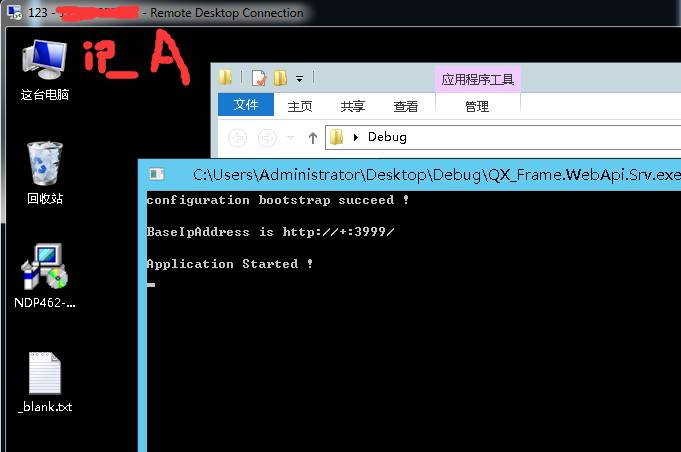 123 - - Remote Desktop Connection
ip_A
这台电脑
应用程序工具
文件 主页 共享 查看 管理
Debug
回收站
C:\Users\Administrator\Desktop\Debug\QX_Frame.WebApi.Srv.exe
configuration bootstrap succeed !
BaseIpAddress is http://+:3999/
Application Started !
NDP462-...
_blank.txt